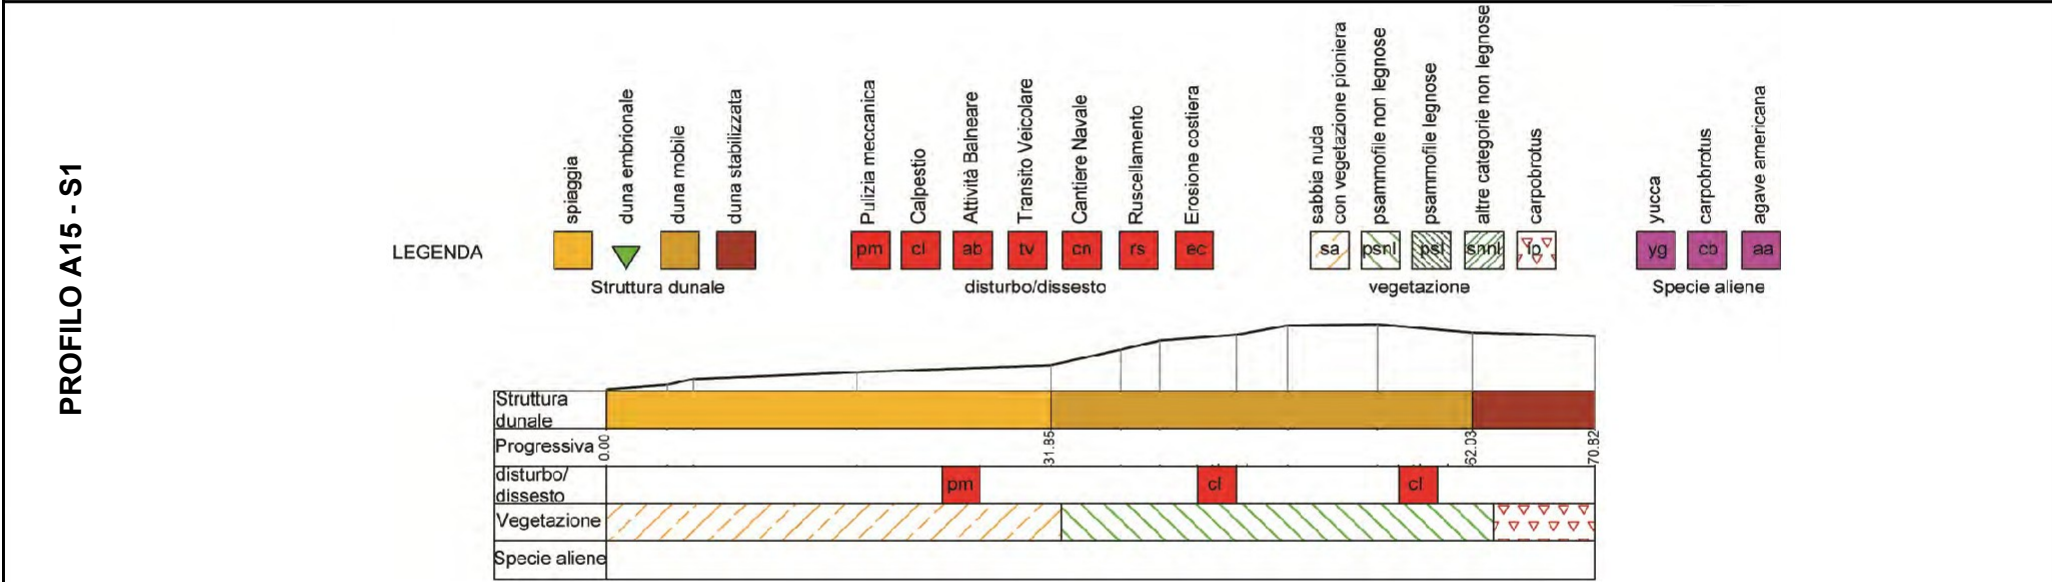 PROFILO A15 - S1
LEGENDA
spiaggia
duna embrionale
duna mobile
duna stabilizzata
Struttura dunale
Pulizia meccanica
Calpestio
Attività Balneare
Transito Veicolare
Cantiere Navale
Ruscellamento
Erosione costiera
pm
cl
ab
tv
cn
rs
ec
disturbo/dissesto
sabbia nuda
con vegetazione pioniera
psammofile non legnose
psammofile legnose
altre categorie non legnose
carpobrotus
sa
psnl
psl
snnl
ip
vegetazione
yucca
carpobrotus
agave americana
yg
cb
aa
Specie aliene
Struttura
dunale
Progressiva
0.00
31.85
62.03
70.82
disturbo/
dissesto
pm
cl
cl
Vegetazione
Specie aliene